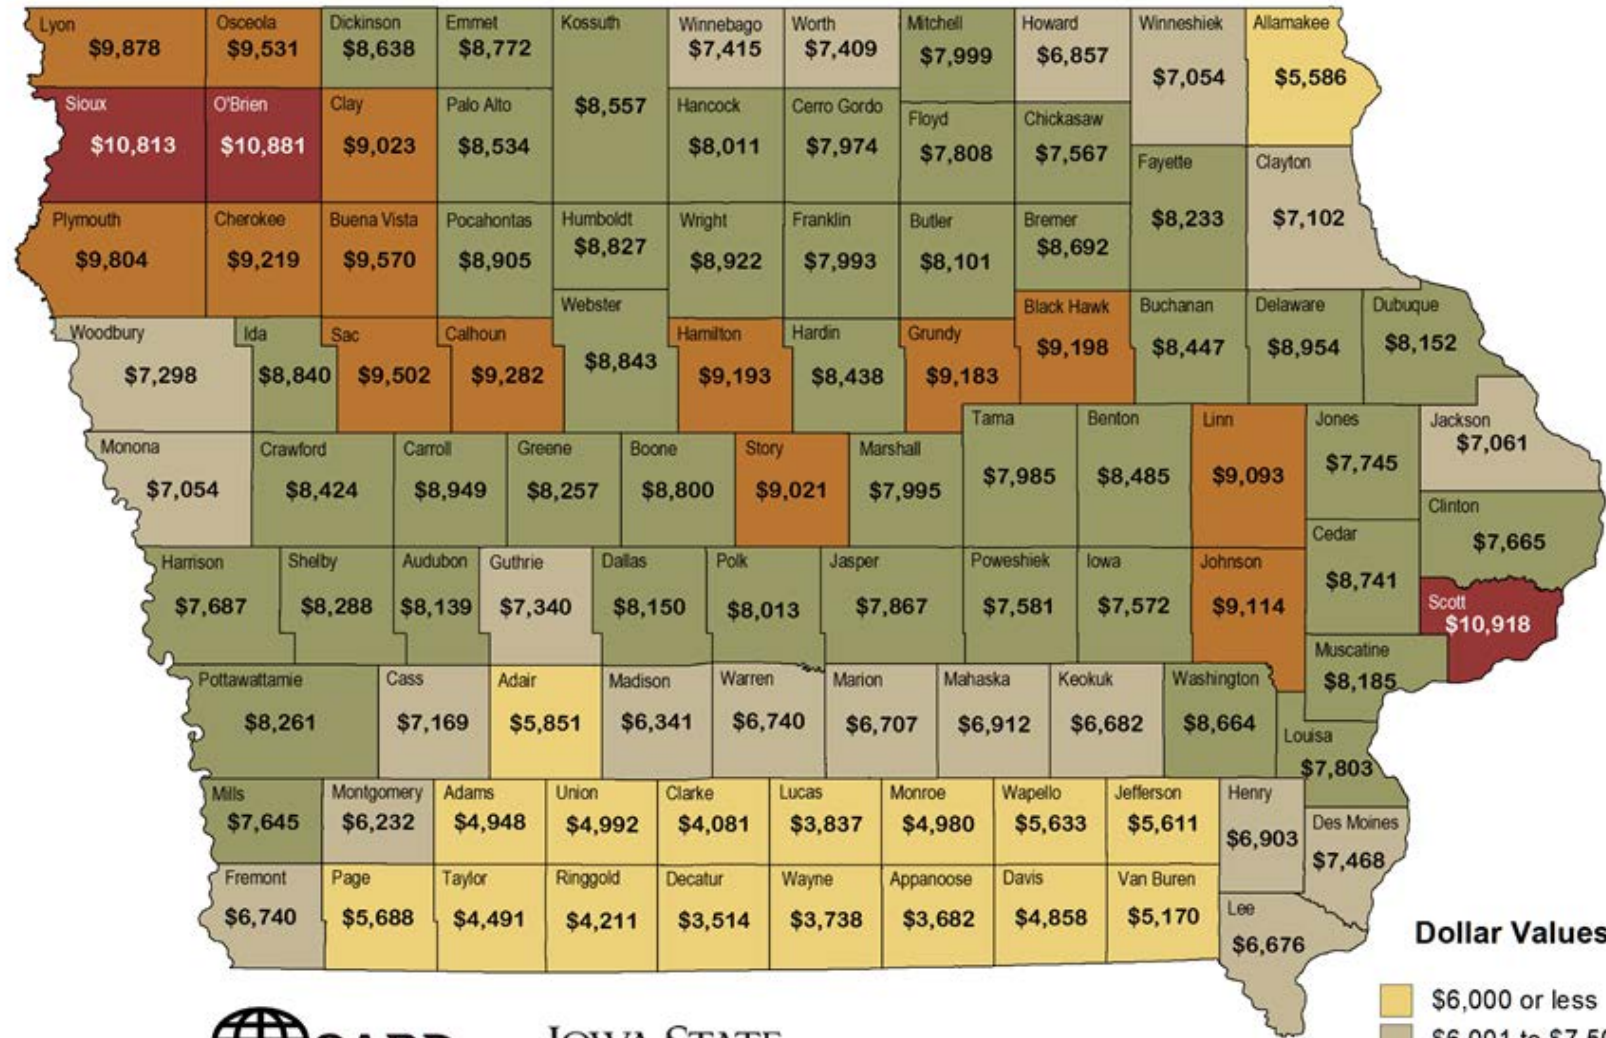 Lyon
$9,878
Osceola
$9,531
Dickinson
$8,638
Emmet
$8,772
Kossuth
$8,557
Winnebago
$7,415
Worth
$7,409
Mitchell
$7,999
Howard
$6,857
Winneshiek
$7,054
Allamakee
$5,586
Sioux
$10,813
O'Brien
$10,881
Clay
$9,023
Palo Alto
$8,534
Hancock
$8,011
Cerro Gordo
$7,974
Floyd
$7,808
Chickasaw
$7,567
Fayette
$8,233
Clayton
$7,102
Plymouth
$9,804
Cherokee
$9,219
Buena Vista
$9,570
Pocahontas
$8,905
Humboldt
$8,827
Wright
$8,922
Franklin
$7,993
Butler
$8,101
Bremer
$8,692
Woodbury
$7,298
Ida
$8,840
Sac
$9,502
Calhoun
$9,282
Webster
$8,843
Hamilton
$9,193
Hardin
$8,438
Grundy
$9,183
Black Hawk
$9,198
Buchanan
$8,447
Delaware
$8,954
Dubuque
$8,152
Monona
$7,054
Crawford
$8,424
Carroll
$8,949
Greene
$8,257
Boone
$8,800
Story
$9,021
Marshall
$7,995
Tama
$7,985
Benton
$8,485
Linn
$9,093
Jones
$7,745
Jackson
$7,061
Clinton
$7,665
Harrison
$7,687
Shelby
$8,288
Audubon
$8,139
Guthrie
$7,340
Dallas
$8,150
Polk
$8,013
Jasper
$7,867
Poweshiek
$7,581
Iowa
$7,572
Johnson
$9,114
Cedar
$8,741
Scott
$10,918
Muscatine
$8,185
Pottawattamie
$8,261
Cass
$7,169
Adair
$5,851
Madison
$6,341
Warren
$6,740
Marion
$6,707
Mahaska
$6,912
Keokuk
$6,682
Washington
$8,664
Louisa
$7,803
Mills
$7,645
Montgomery
$6,232
Adams
$4,948
Union
$4,992
Clarke
$4,081
Lucas
$3,837
Monroe
$4,980
Wapello
$5,633
Jefferson
$5,611
Henry
$6,903
Des Moines
$7,468
Fremont
$6,740
Page
$5,688
Taylor
$4,491
Ringgold
$4,211
Decatur
$3,514
Wayne
$3,738
Appanoose
$3,682
Davis
$4,858
Van Buren
$5,170
Lee
$6,676
Dollar Values
$6,000 or less
$6,001 to $7,50
CARD
IOWA STATE